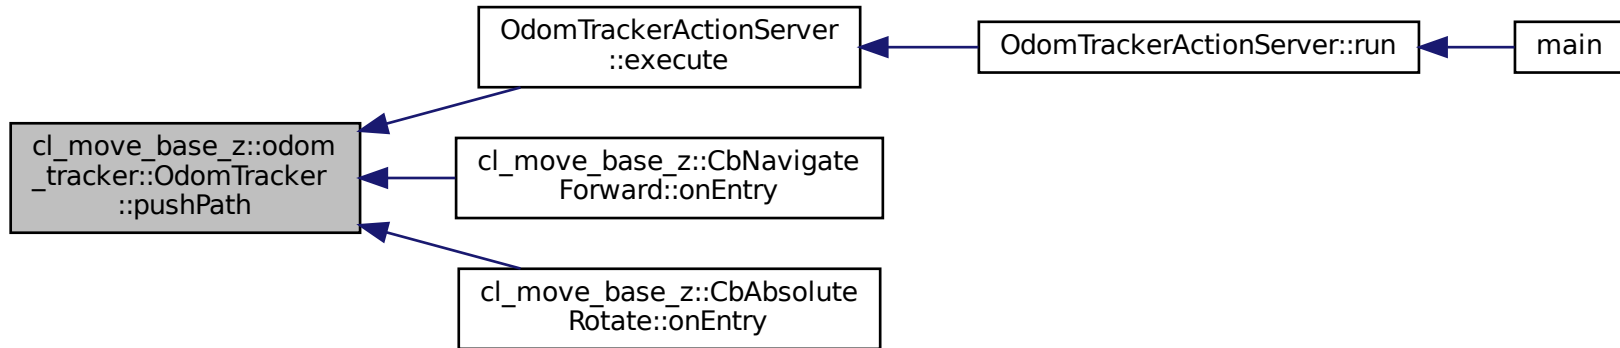 cl_move_base_z::odom
_tracker::OdomTracker
::pushPath
OdomTrackerActionServer
::execute
OdomTrackerActionServer::run
main
cl_move_base_z::CbNavigate
Forward::onEntry
cl_move_base_z::CbAbsolute
Rotate::onEntry